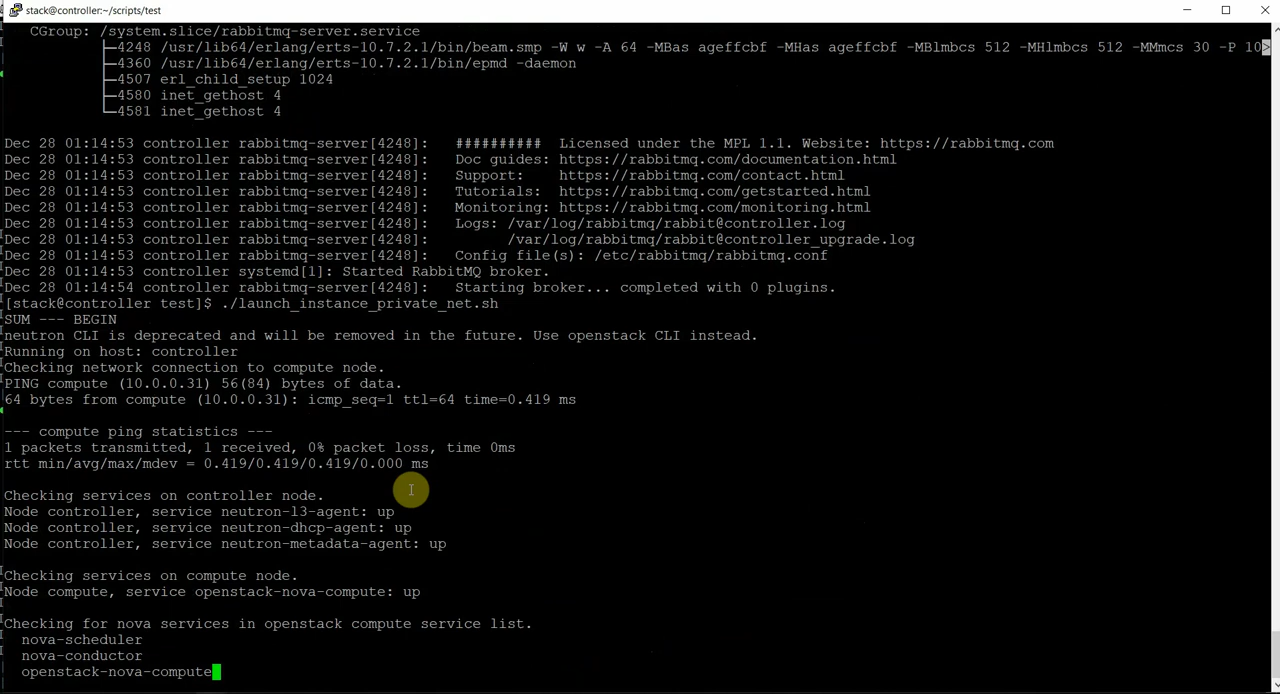 stack@controller:~/scripts/test
CGroup: /system.slice/rabbitmq-server.service
├─4248 /usr/lib64/erlang/erts-10.7.2.1/bin/beam.smp -W w -A 64 -MBas ageffcbf -MHas ageffcbf -MBlmbcs 512 -MHlmbcs 512 -MMmcs 30 -P 10>
├─4360 /usr/lib64/erlang/erts-10.7.2.1/bin/epmd -daemon
├─4507 erl_child_setup 1024
├─4580 inet_gethost 4
└─4581 inet_gethost 4
Dec 28 01:14:53 controller rabbitmq-server[4248]:   ##########  Licensed under the MPL 1.1. Website: https://rabbitmq.com
Dec 28 01:14:53 controller rabbitmq-server[4248]:   Doc guides: https://rabbitmq.com/documentation.html
Dec 28 01:14:53 controller rabbitmq-server[4248]:   Support:    https://rabbitmq.com/contact.html
Dec 28 01:14:53 controller rabbitmq-server[4248]:   Tutorials:  https://rabbitmq.com/getstarted.html
Dec 28 01:14:53 controller rabbitmq-server[4248]:   Monitoring: https://rabbitmq.com/monitoring.html
Dec 28 01:14:53 controller rabbitmq-server[4248]:   Logs: /var/log/rabbitmq/rabbit@controller.log
Dec 28 01:14:53 controller rabbitmq-server[4248]:         /var/log/rabbitmq/rabbit@controller_upgrade.log
Dec 28 01:14:53 controller rabbitmq-server[4248]:   Config file(s): /etc/rabbitmq/rabbitmq.conf
Dec 28 01:14:53 controller systemd[1]: Started RabbitMQ broker.
Dec 28 01:14:54 controller rabbitmq-server[4248]:   Starting broker... completed with 0 plugins.
[stack@controller test]$ ./launch_instance_private_net.sh
SUM --- BEGIN
neutron CLI is deprecated and will be removed in the future. Use openstack CLI instead.
Running on host: controller
Checking network connection to compute node.
PING compute (10.0.0.31) 56(84) bytes of data.
64 bytes from compute (10.0.0.31): icmp_seq=1 ttl=64 time=0.419 ms
--- compute ping statistics ---
1 packets transmitted, 1 received, 0% packet loss, time 0ms
rtt min/avg/max/mdev = 0.419/0.419/0.419/0.000 ms
Checking services on controller node.
Node controller, service neutron-l3-agent: up
Node controller, service neutron-dhcp-agent: up
Node controller, service neutron-metadata-agent: up
Checking services on compute node.
Node compute, service openstack-nova-compute: up
Checking for nova services in openstack compute service list.
nova-scheduler
nova-conductor
openstack-nova-compute